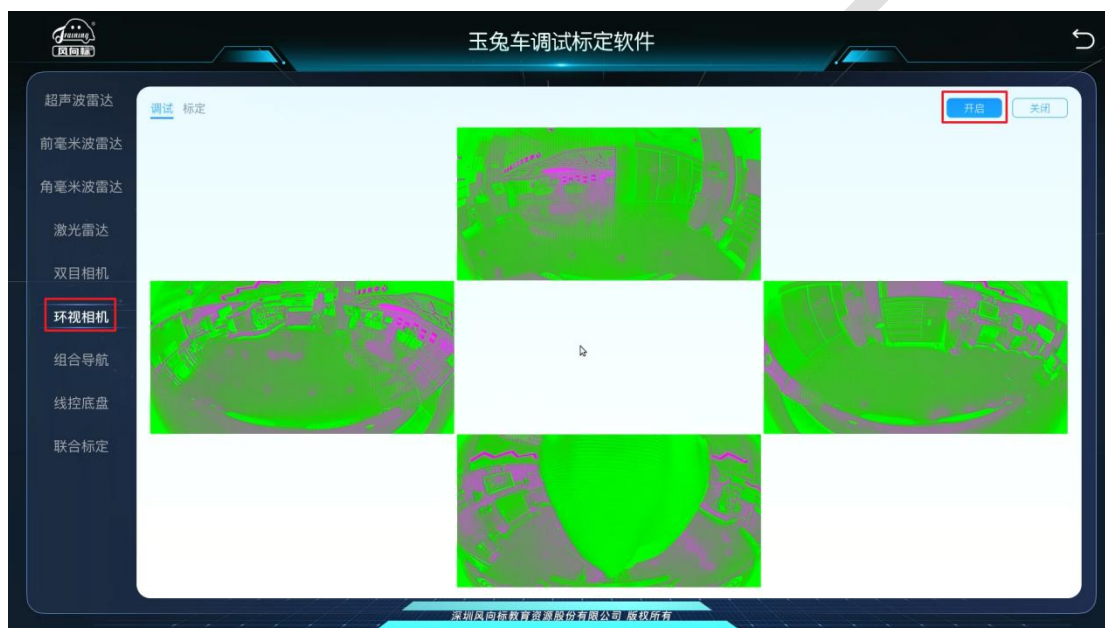 风向标
玉兔车调试标定软件
超声波雷达
前毫米波雷达
角毫米波雷达
激光雷达
双目相机
环视相机
组合导航
线控底盘
联合标定
调试 标定
开启 关闭
深圳风向标教育资源股份有限公司 版权所有